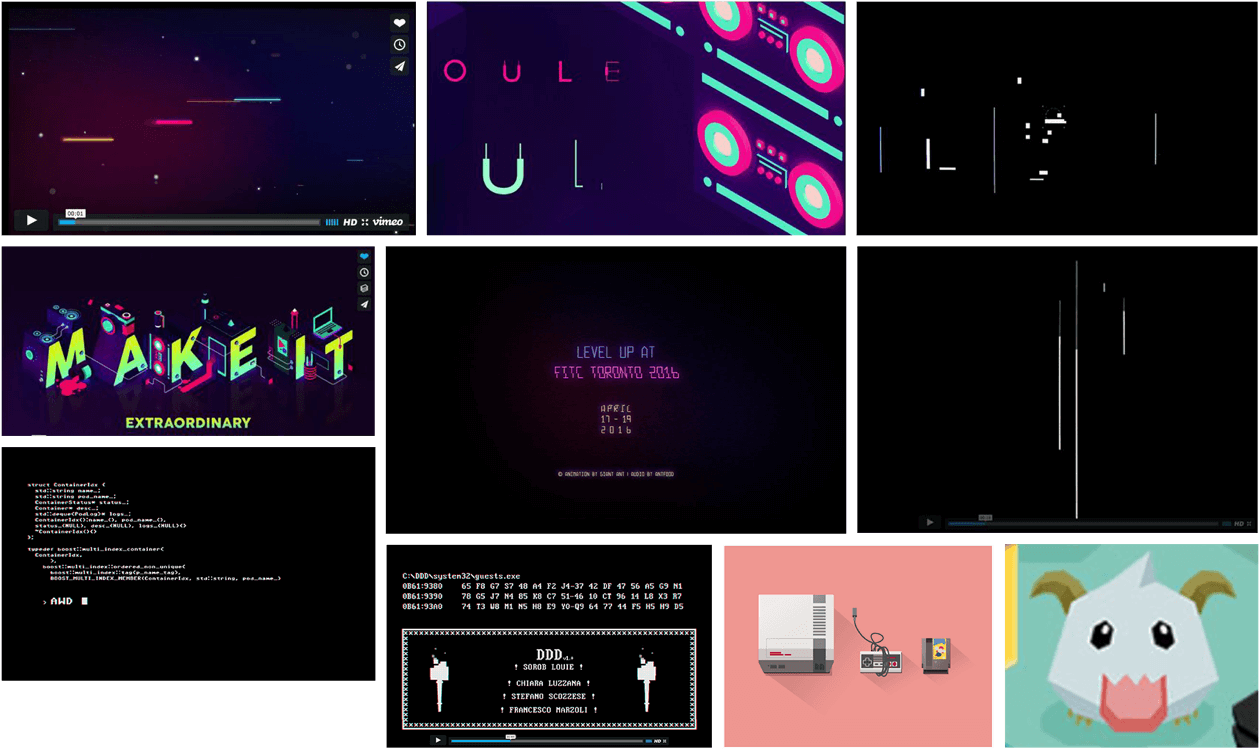 00:01
HD
vimeo
O U L E
U L
MAKE IT
EXTRAORDINARY
LEVEL UP AT
FITC TORONTO 2016
APRIL
17 - 19
2016
© ANIMATION BY GIANT ANT | AUDIO BY ANTFOOD
HD
struct ContainerIdx {
std::string name_;
std::string pod_name_;
ContainerStatus* status_;
Container* desc_;
std::deque<PodLog>* logs_;
ContainerIdx():name_(), pod_name_(),
status_(NULL), desc_(NULL), logs_(NULL){}
~ContainerIdx(){}
};
typedef boost::multi_index_container<
ContainerIdx,
boost::multi_index::ordered_non_unique<
boost::multi_index::tag<p_name_tag>,
BOOST_MULTI_INDEX_MEMBER(ContainerIdx, std::string, pod_name_)
> AWD
C:\DDD\system32\guests.exe
0B61:9380 65 F8 G7 S7 48 A4 F2 J4-37 42 DF 47 56 A5 G9 N1
0B61:9390 78 G5 J7 N4 85 K8 C7 51-46 10 CT 96 14 L8 X3 R7
0B61:93A0 74 T3 W8 M1 N5 H8 E9 Y0-Q9 64 77 44 F5 H5 H9 D5
DDD v1.0
! SOROB LOUIE !
! CHIARA LUZZANA !
! STEFANO SCOZZESE !
! FRANCESCO MARZOLI !
HD